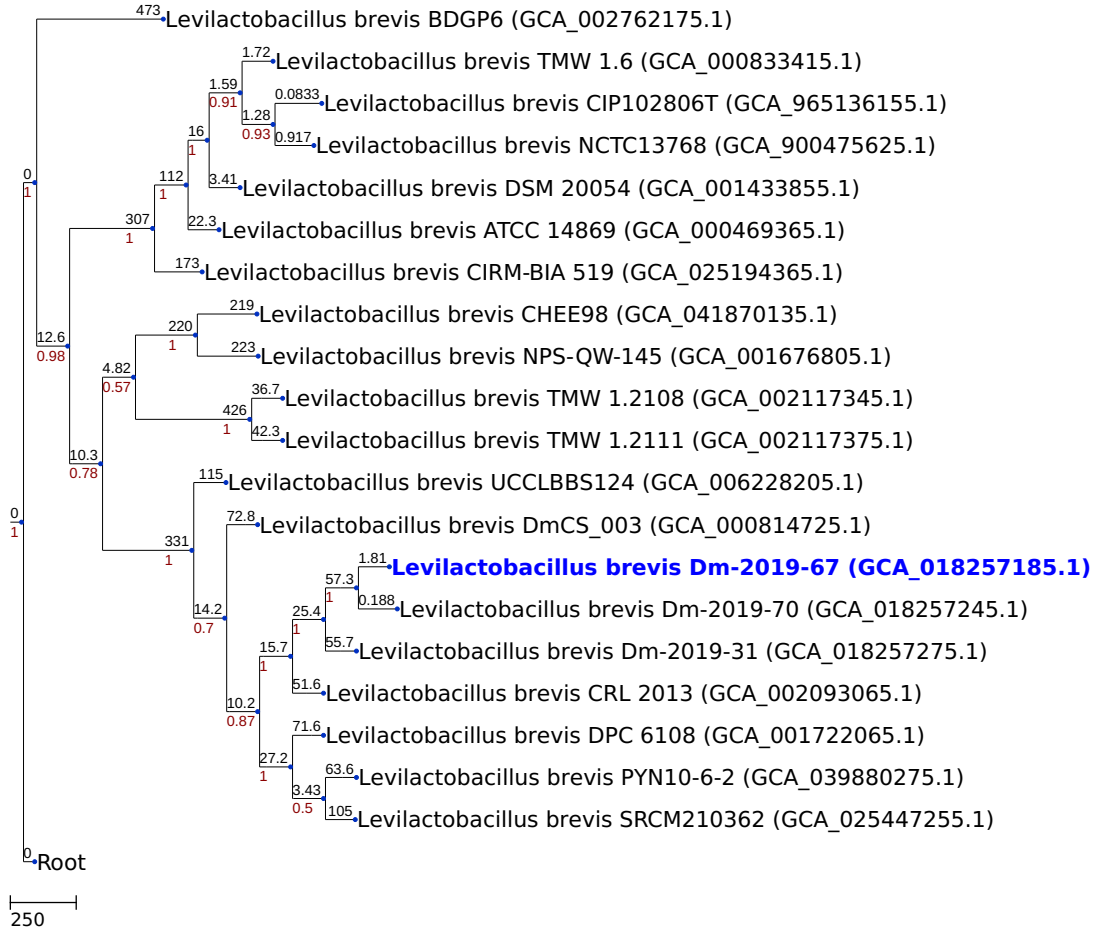 473 Levilactobacillus brevis BDGP6 (GCA_002762175.1)
1.72 Levilactobacillus brevis TMW 1.6 (GCA_000833415.1)
1.59
0.91
0.0833 Levilactobacillus brevis CIP102806T (GCA_965136155.1)
1.28
0.93
0.917 Levilactobacillus brevis NCTC13768 (GCA_900475625.1)
16
1
3.41 Levilactobacillus brevis DSM 20054 (GCA_001433855.1)
112
1
0
1
22.3 Levilactobacillus brevis ATCC 14869 (GCA_000469365.1)
307
1
173 Levilactobacillus brevis CIRM-BIA 519 (GCA_025194365.1)
219 Levilactobacillus brevis CHEE98 (GCA_041870135.1)
220
1
12.6
0.98
223 Levilactobacillus brevis NPS-QW-145 (GCA_001676805.1)
4.82
0.57
36.7 Levilactobacillus brevis TMW 1.2108 (GCA_002117345.1)
426
1
42.3 Levilactobacillus brevis TMW 1.2111 (GCA_002117375.1)
10.3
0.78
115 Levilactobacillus brevis UCCLBBS124 (GCA_006228205.1)
0
1
72.8 Levilactobacillus brevis DmCS_003 (GCA_000814725.1)
331
1
1.81 Levilactobacillus brevis Dm-2019-67 (GCA_018257185.1)
57.3
1
0.188 Levilactobacillus brevis Dm-2019-70 (GCA_018257245.1)
14.2
0.7
25.4
1
55.7 Levilactobacillus brevis Dm-2019-31 (GCA_018257275.1)
15.7
1
51.6 Levilactobacillus brevis CRL 2013 (GCA_002093065.1)
10.2
0.87
71.6 Levilactobacillus brevis DPC 6108 (GCA_001722065.1)
27.2
1
63.6 Levilactobacillus brevis PYN10-6-2 (GCA_039880275.1)
3.43
0.5
105 Levilactobacillus brevis SRCM210362 (GCA_025447255.1)
0 Root
250